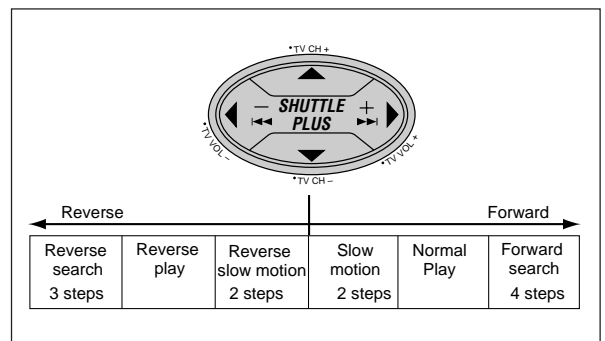 •TV CH +
– SHUTTLE +
PLUS
•TV VOL –
•TV VOL +
•TV CH –
Reverse Forward
Reverse search 3 steps
Reverse play
Reverse slow motion 2 steps
Slow motion 2 steps
Normal Play
Forward search 4 steps